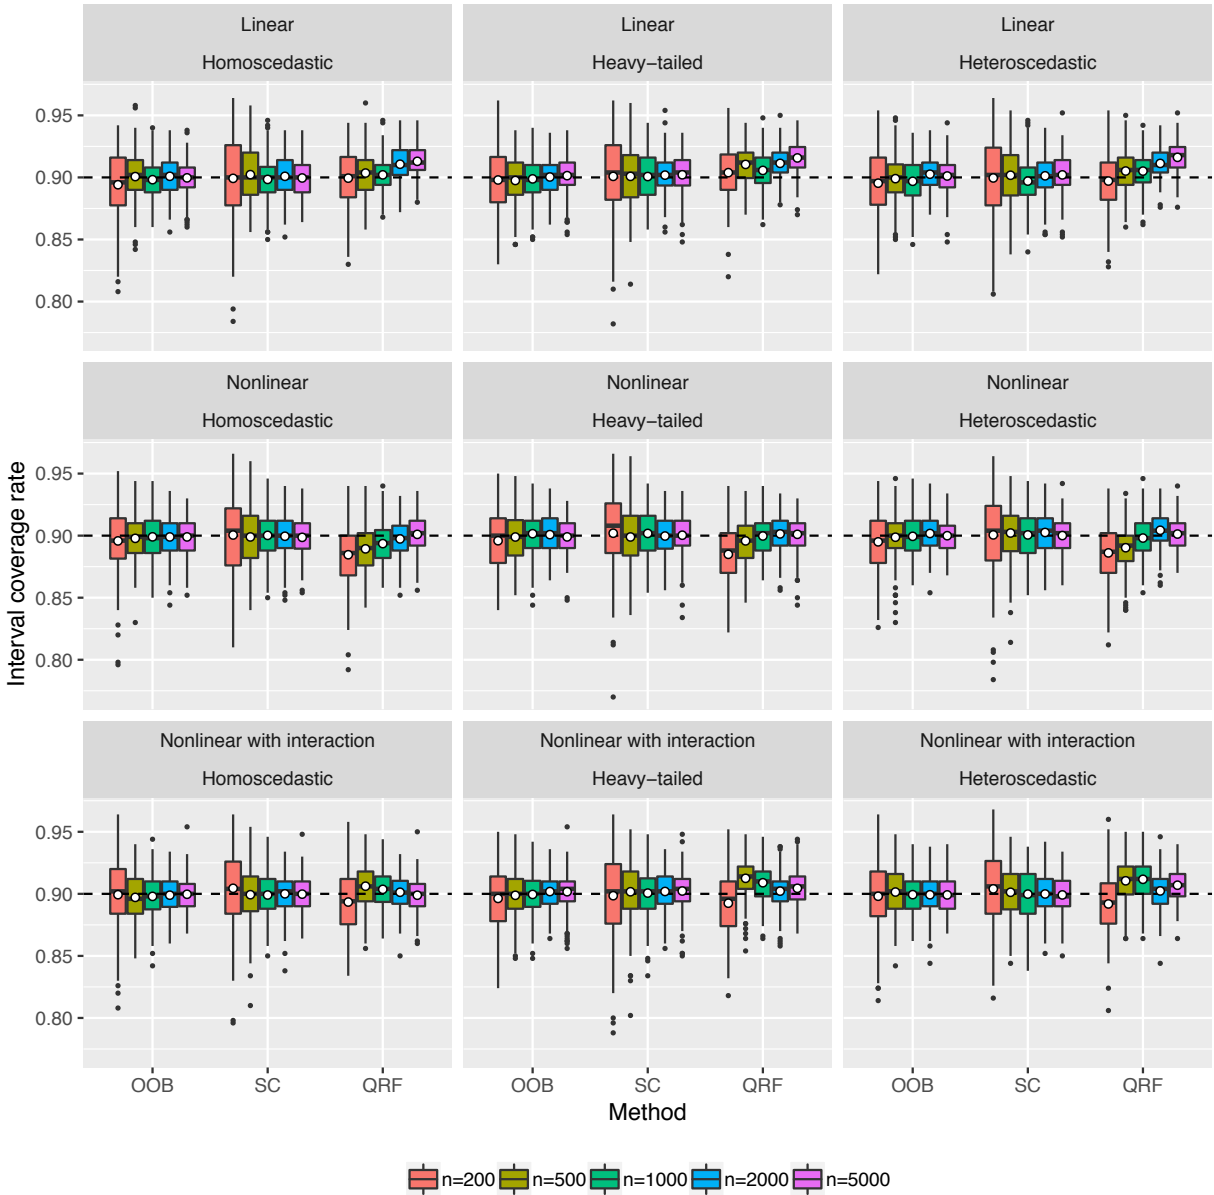 Linear
Homoscedastic
Linear
Heavy−tailed
Linear
Heteroscedastic
0.95
0.90
0.85
0.80
Nonlinear
Homoscedastic
Nonlinear
Heavy−tailed
Nonlinear
Heteroscedastic
0.95
0.90
0.85
0.80
Interval coverage rate
Nonlinear with interaction
Homoscedastic
Nonlinear with interaction
Heavy−tailed
Nonlinear with interaction
Heteroscedastic
0.95
0.90
0.85
0.80
OOB SC QRF
OOB SC QRF
OOB SC QRF
Method
n=200 n=500 n=1000 n=2000 n=5000